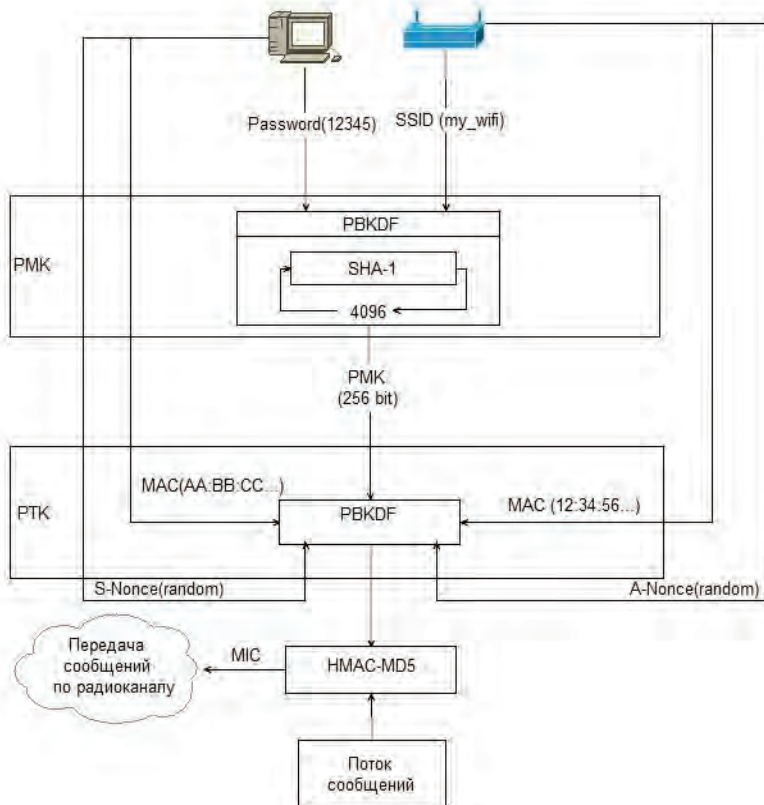 Password(12345)
SSID (my_wifi)
PBKDF
PMK
SHA-1
4096
PMK
(256 bit)
MAC(AA:BB:CC...)
MAC (12:34:56...)
PTK
PBKDF
S-Nonce(random)
A-Nonce(random)
Передача
сообщений
по радиоканалу
MIC
HMAC-MD5
Поток
сообщений